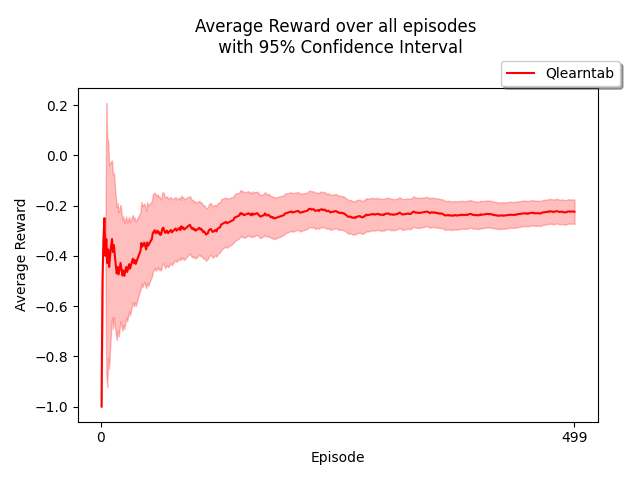 Average Reward over all episodes
with 95% Confidence Interval
Qlearntab
Average Reward
0.2
0.0
−0.2
−0.4
−0.6
−0.8
−1.0
0
499
Episode